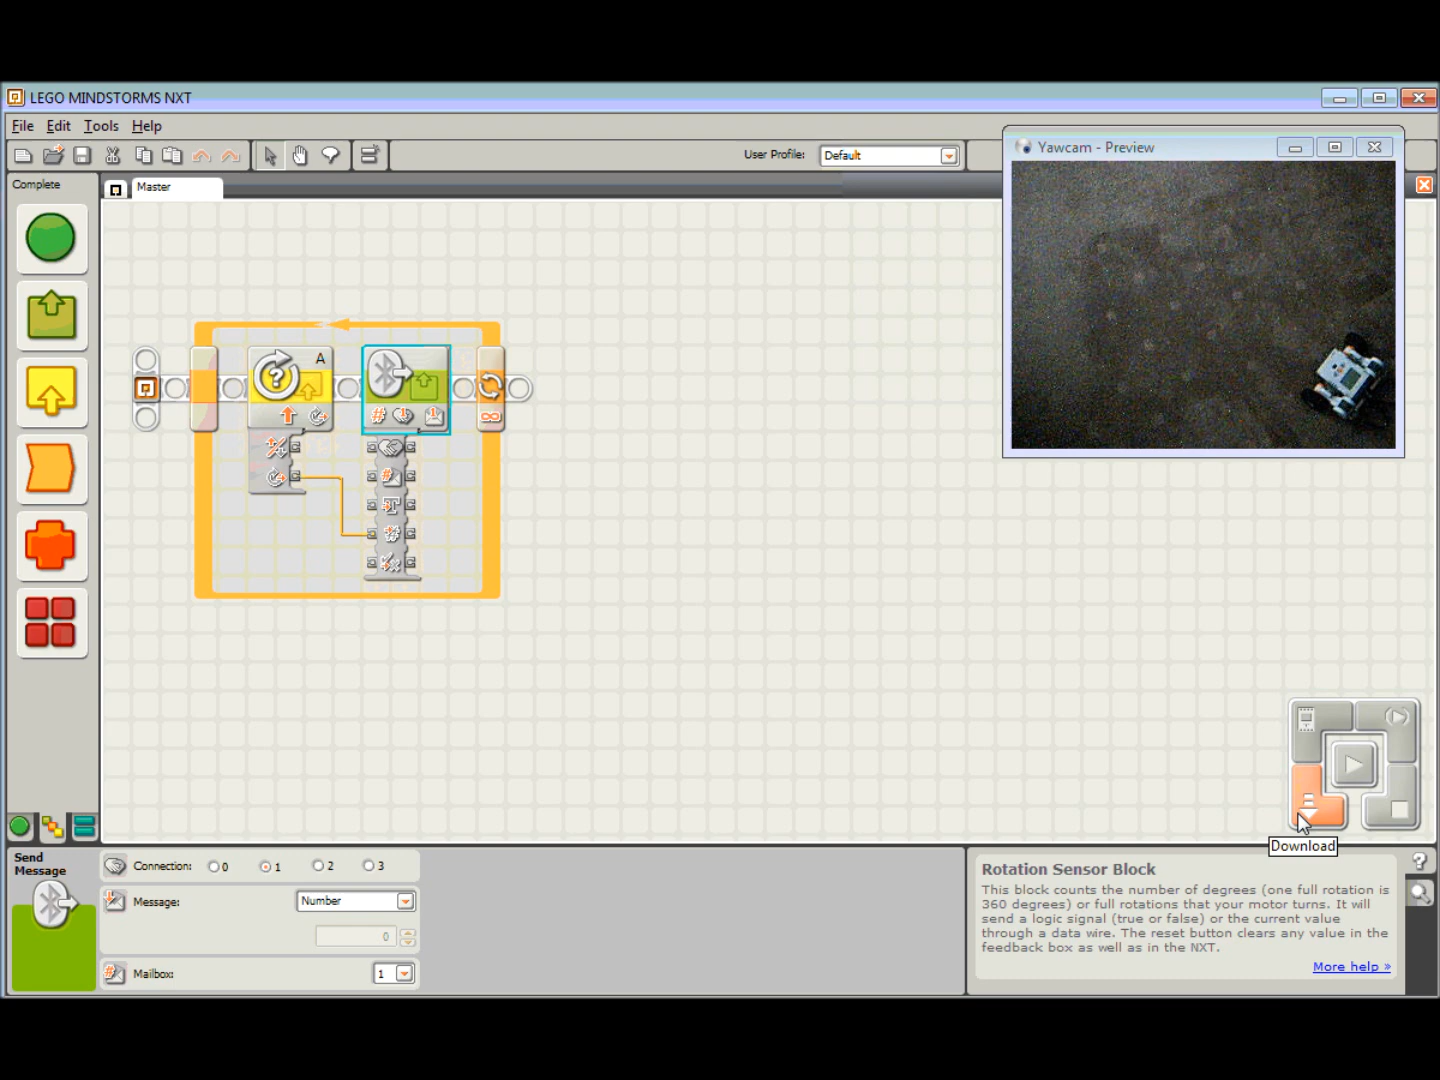 LEGO MINDSTORMS NXT
File Edit Tools Help
Yawcam - Preview
User Profile: Default
Complete
Master
A
Download
Send
Message
Connection: 0 1 2 3
Message: Number
0
Mailbox: 1
Rotation Sensor Block
This block counts the number of degrees (one full rotation is
360 degrees) or full rotations that your motor turns. It will
send a logic signal (true or false) or the current value
through a data wire. The reset button clears any value in the
feedback box as well as in the NXT.
More help »